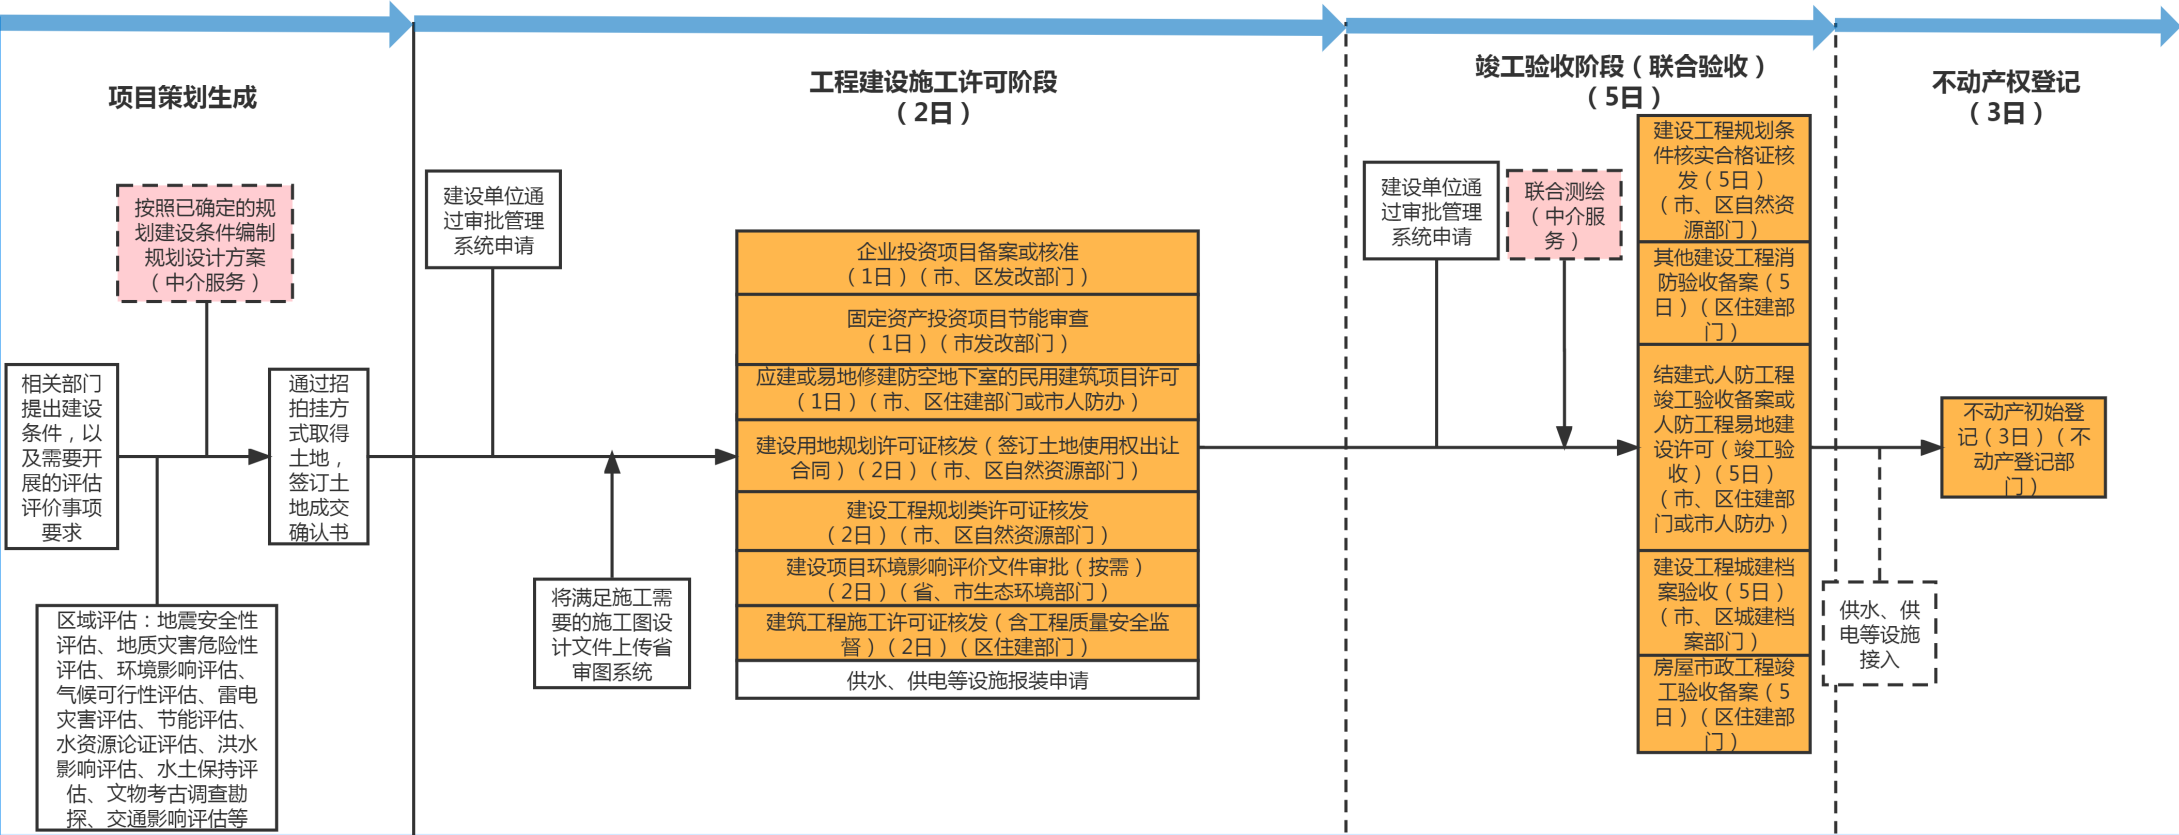 项目策划生成
工程建设施工许可阶段
（2日）
竣工验收阶段（联合验收）
（5日）
不动产权登记
（3日）
按照已确定的规
划建设条件编制
规划设计方案
（中介服务）
相关部门
提出建设
条件，以
及需要开
展的评估
评价事项
要求
通过招
拍挂方
式取得
土地，
签订土
地成交
确认书
区域评估：地震安全性
评估、地质灾害危险性
评估、环境影响评估、
气候可行性评估、雷电
灾害评估、节能评估、
水资源论证评估、洪水
影响评估、水土保持评
估、文物考古调查勘
探、交通影响评估等
建设单位通
过审批管理
系统申请
将满足施工需
要的施工图设
计文件上传省
审图系统
企业投资项目备案或核准
（1日）（市、区发改部门）
固定资产投资项目节能审查
（1日）（市发改部门）
应建或易地修建防空地下室的民用建筑项目许可
（1日）（市、区住建部门或市人防办）
建设用地规划许可证核发（签订土地使用权出让
合同）（2日）（市、区自然资源部门）
建设工程规划类许可证核发
（2日）（市、区自然资源部门）
建设项目环境影响评价文件审批（按需）
（2日）（省、市生态环境部门）
建筑工程施工许可证核发（含工程质量安全监
督）（2日）（区住建部门）
供水、供电等设施报装申请
建设单位通
过审批管理
系统申请
联合测绘
（中介服
务）
建设工程规划条
件核实合格证核
发（5日）
（市、区自然资
源部门）
其他建设工程消
防验收备案（5
日）（区住建部
门）
结建式人防工程
竣工验收备案或
人防工程易地建
设许可（竣工验
收）（5日）
（市、区住建部
门或市人防办）
建设工程城建档
案验收（5日）
（市、区城建档
案部门）
房屋市政工程竣
工验收备案（5
日）（区住建部
门）
供水、供
电等设施
接入
不动产初始登
记（3日）（不
动产登记部
门）